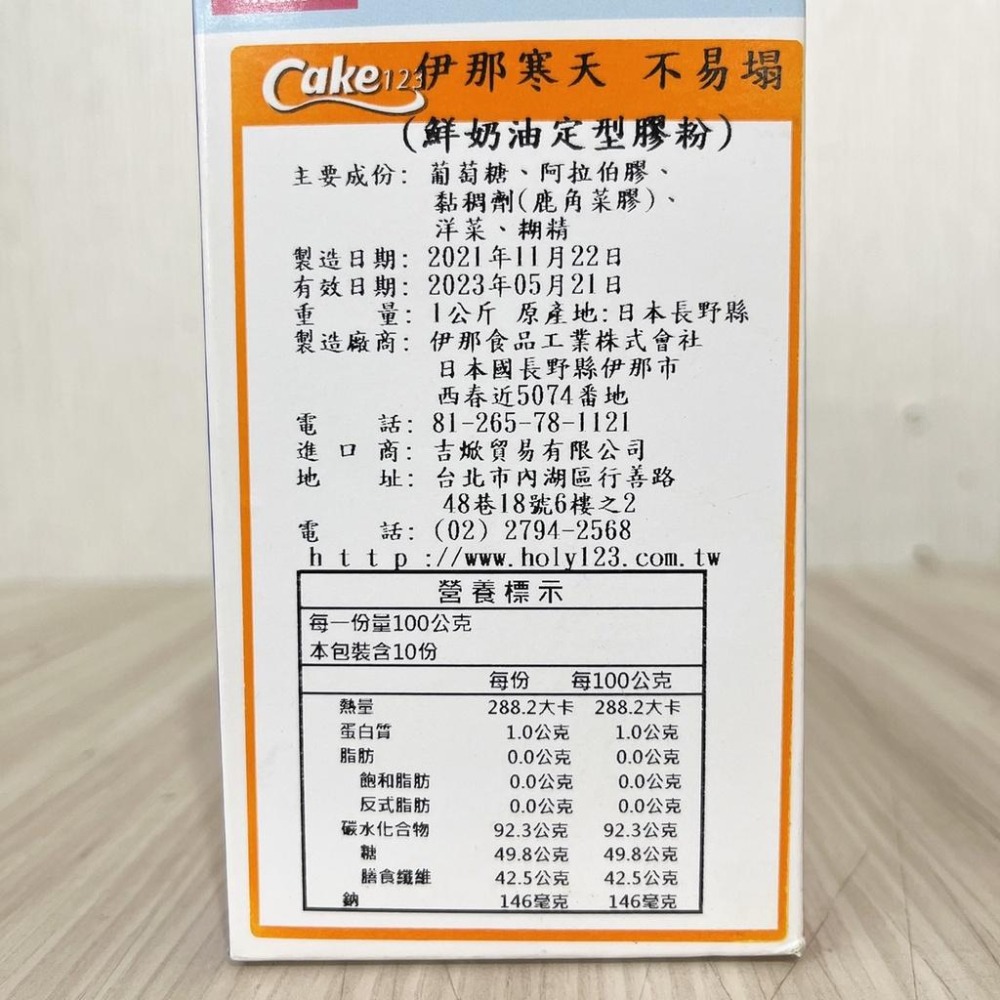 Cake123 伊那寒天 不易塌
(鮮奶油定型膠粉)
主要成份: 葡萄糖、阿拉伯膠、
黏稠劑(鹿角菜膠)、
洋菜、糊精
製造日期: 2021年11月22日
有效日期: 2023年05月21日
重 量: 1公斤 原產地:日本長野縣
製造廠商: 伊那食品工業株式會社
日本國長野縣伊那市
西春近5074番地
電 話: 81-265-78-1121
進口商: 吉焮貿易有限公司
地 址: 台北市內湖區行善路
48巷18號6樓之2
電 話: (02) 2794-2568
http://www.holy123.com.tw
營養標示
每一份量100公克
本包裝含10份
每份 每100公克
熱量 288.2大卡 288.2大卡
蛋白質 1.0公克 1.0公克
脂肪 0.0公克 0.0公克
飽和脂肪 0.0公克 0.0公克
反式脂肪 0.0公克 0.0公克
碳水化合物 92.3公克 92.3公克
糖 49.8公克 49.8公克
膳食纖維 42.5公克 42.5公克
鈉 146毫克 146毫克